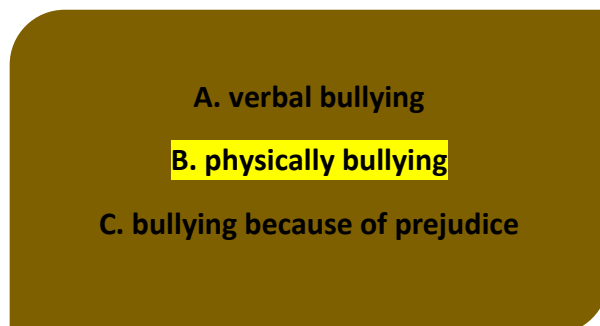 A. verbal bullying
B. physically bullying
C. bullying because of prejudice